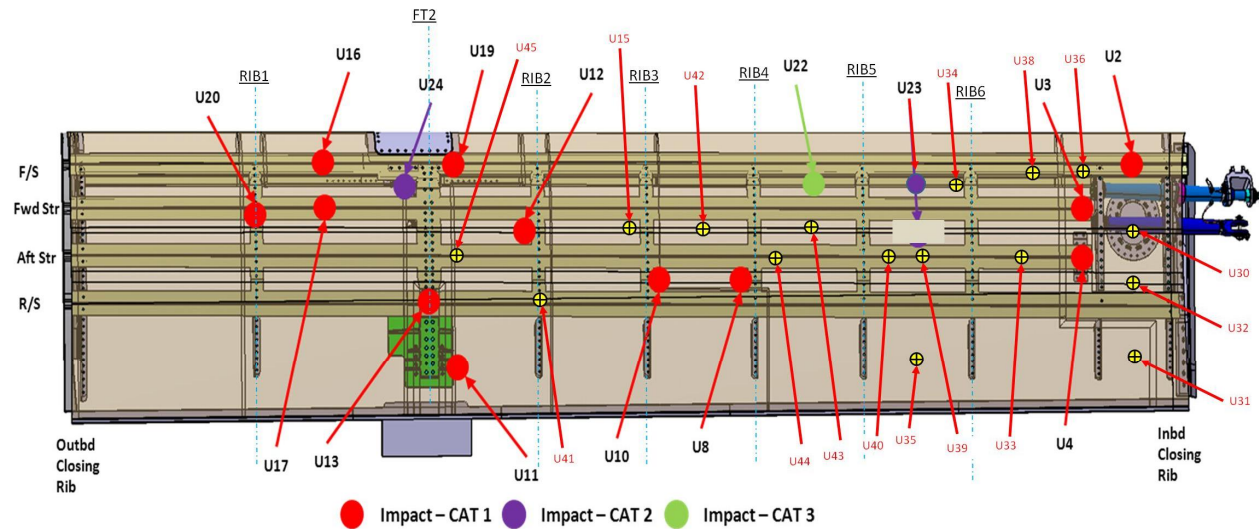 FT2
U16
U45
U19
U15
U12
U42
U22
U34
U38
U36
U2
RIB1
U20
U24
RIB2
RIB3
RIB4
RIB5
U23
RIB6
U3
F/S
Fwd Str
Aft Str
R/S
U30
U32
U31
Outbd
Closing
Rib
U17
U13
U11
U41
U10
U8
U44
U43
U40
U35
U39
U33
U4
Inbd
Closing
Rib
Impact – CAT 1
Impact – CAT 2
Impact – CAT 3